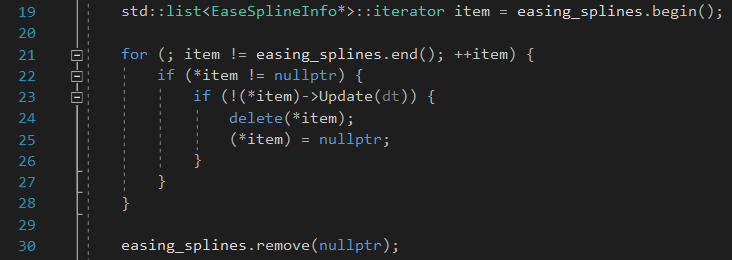 19 std::list<EaseSplineInfo*>::iterator item = easing_splines.begin();
20
21 for (; item != easing_splines.end(); ++item) {
22 if (*item != nullptr) {
23 if (!(*item)->Update(dt)) {
24 delete(*item);
25 (*item) = nullptr;
26 }
27 }
28 }
29
30 easing_splines.remove(nullptr);